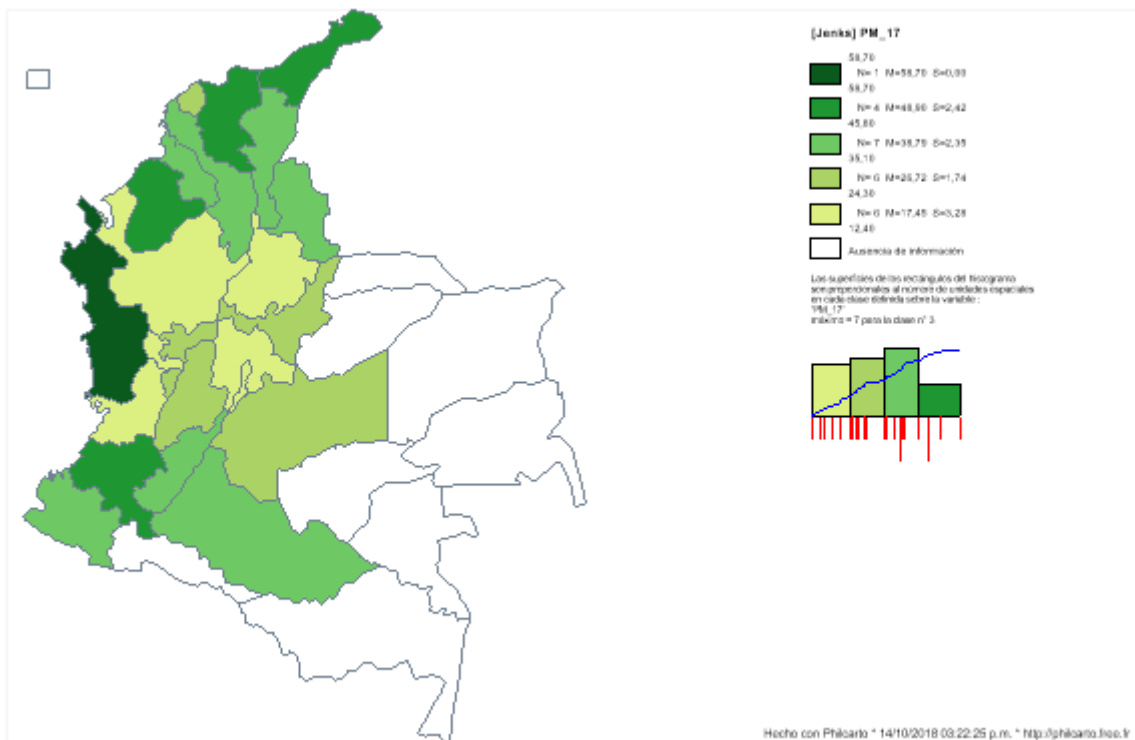 [Jenks] PM_17
58,70
N= 1 M=58,70 S=0,00
58,70
N= 4 M=48,90 S=2,42
45,60
N= 7 M=38,79 S=2,35
35,10
N= 6 M=26,72 S=1,74
24,30
N= 6 M=17,45 S=3,28
12,40
Ausencia de información
Las superficies de los rectángulos del histograma
son proporcionales al número de unidades espaciales
en cada clase definida sobre la variable :
'PM_17'
máximo = 7 para la clase n° 3
Hecho con Philcarto * 14/10/2018 03:22:25 p.m. * http://philcarto.free.fr